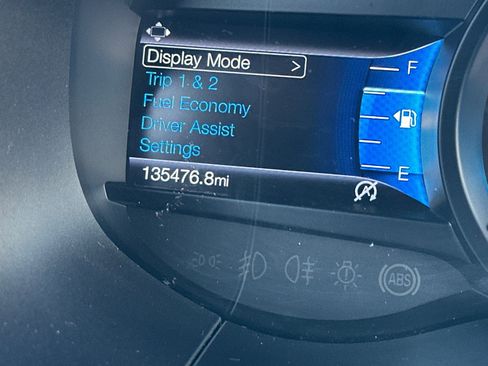 Display Mode >
Trip 1 & 2
Fuel Economy
Driver Assist
Settings
135476.8mi
F
E
ABS